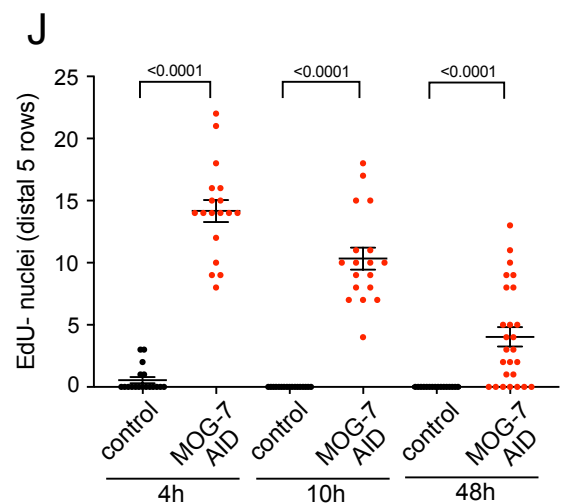 J
<0.0001 <0.0001 <0.0001
EdU- nuclei (distal 5 rows)
25
20
15
10
5
0
control MOG-7 AID control MOG-7 AID control MOG-7 AID
4h 10h 48h